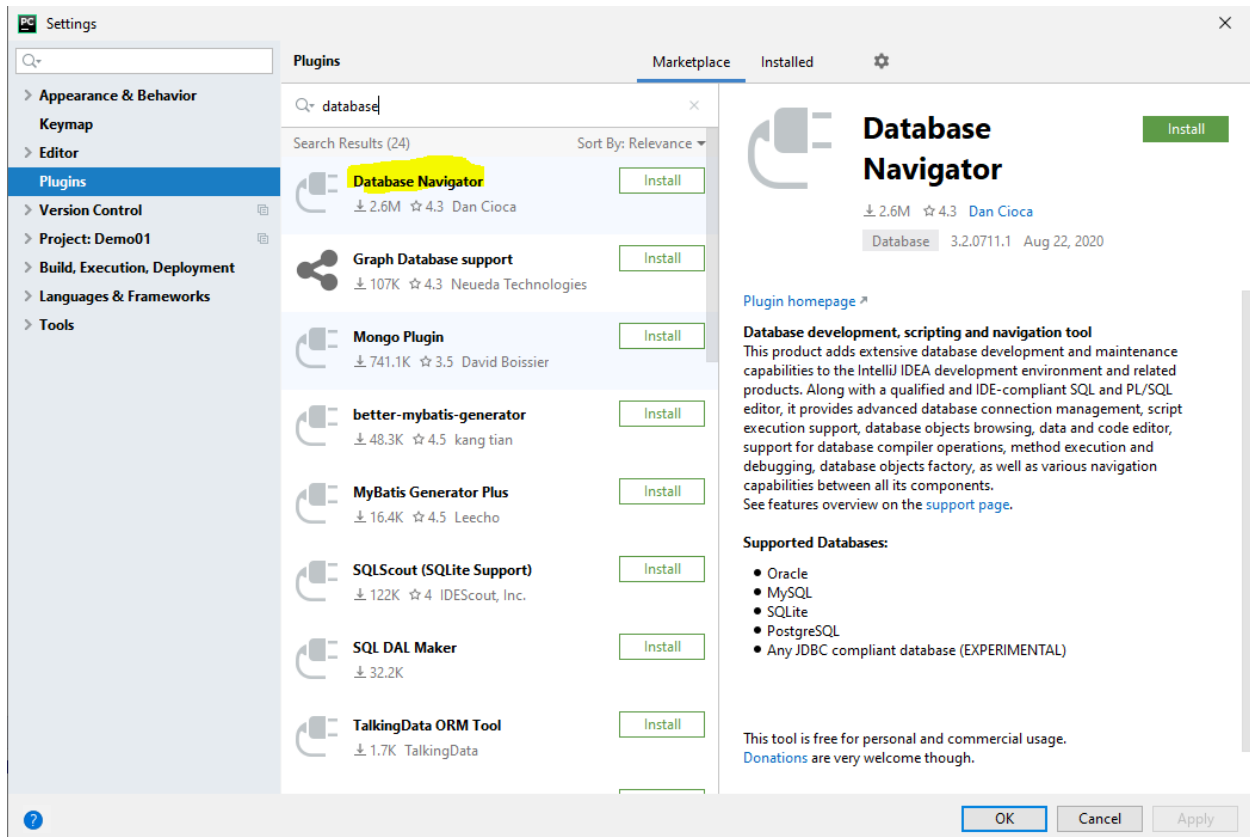 PC Settings
Appearance & Behavior
Keymap
Editor
Plugins
Version Control
Project: Demo01
Build, Execution, Deployment
Languages & Frameworks
Tools
Plugins
Marketplace
Installed
database
Search Results (24)
Sort By: Relevance
Database Navigator
Install
2.6M 4.3 Dan Cioca
Graph Database support
Install
107K 4.3 Neueda Technologies
Mongo Plugin
Install
741.1K 3.5 David Boissier
better-mybatis-generator
Install
48.3K 4.5 kang tian
MyBatis Generator Plus
Install
16.4K 4.5 Leecho
SQLScout (SQLite Support)
Install
122K 4 IDEScout, Inc.
SQL DAL Maker
Install
32.2K
TalkingData ORM Tool
Install
1.7K TalkingData
Database
Navigator
Install
2.6M 4.3 Dan Cioca
Database 3.2.0711.1 Aug 22, 2020
Plugin homepage
Database development, scripting and navigation tool
This product adds extensive database development and maintenance
capabilities to the IntelliJ IDEA development environment and related
products. Along with a qualified and IDE-compliant SQL and PL/SQL
editor, it provides advanced database connection management, script
execution support, database objects browsing, data and code editor,
support for database compiler operations, method execution and
debugging, database objects factory, as well as various navigation
capabilities between all its components.
See features overview on the support page.
Supported Databases:
Oracle
MySQL
SQLite
PostgreSQL
Any JDBC compliant database (EXPERIMENTAL)
This tool is free for personal and commercial usage.
Donations are very welcome though.
?
OK
Cancel
Apply